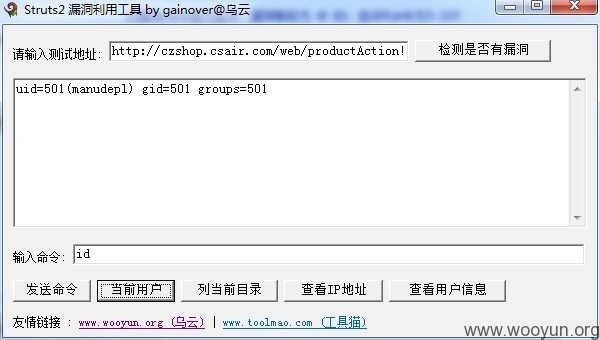 Struts2 漏洞利用工具 by gainover@乌云
请输入测试地址: http://czshop.csair.com/web/productAction! 检测是否有漏洞
uid=501(manudepl) gid=501 groups=501
输入命令: id
发送命令 当前用户 列当前目录 查看IP地址 查看用户信息
友情链接 : www.wooyun.org (乌云) | www.toolmao.com (工具猫)
www.wooyun.org